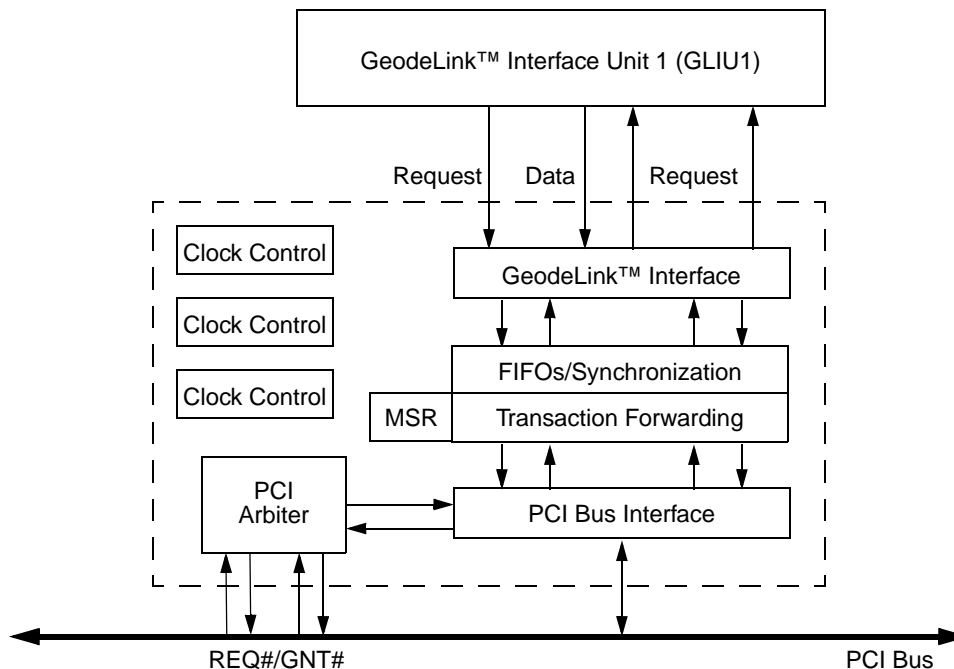 GeodeLink™ Interface Unit 1 (GLIU1)
Request Data Request
Clock Control
GeodeLink™ Interface
Clock Control
FIFOs/Synchronization
Clock Control
MSR Transaction Forwarding
PCI
Arbiter
PCI Bus Interface
REQ#/GNT# PCI Bus